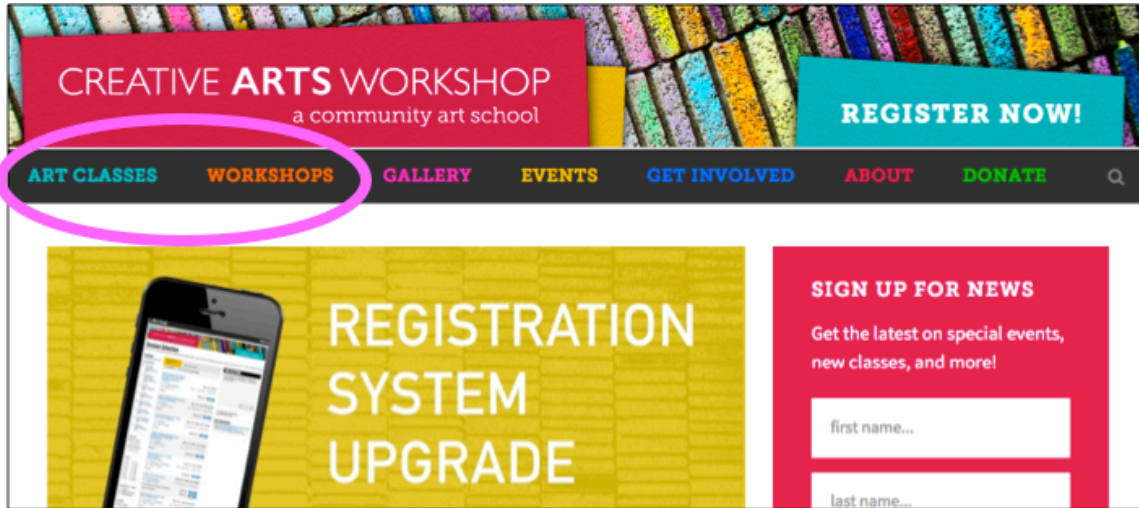 CREATIVE ARTS WORKSHOP
a community art school
REGISTER NOW!
ART CLASSES WORKSHOPS GALLERY EVENTS GET INVOLVED ABOUT DONATE
REGISTRATION
SYSTEM
UPGRADE
SIGN UP FOR NEWS
Get the latest on special events,
new classes, and more!
first name...
last name...